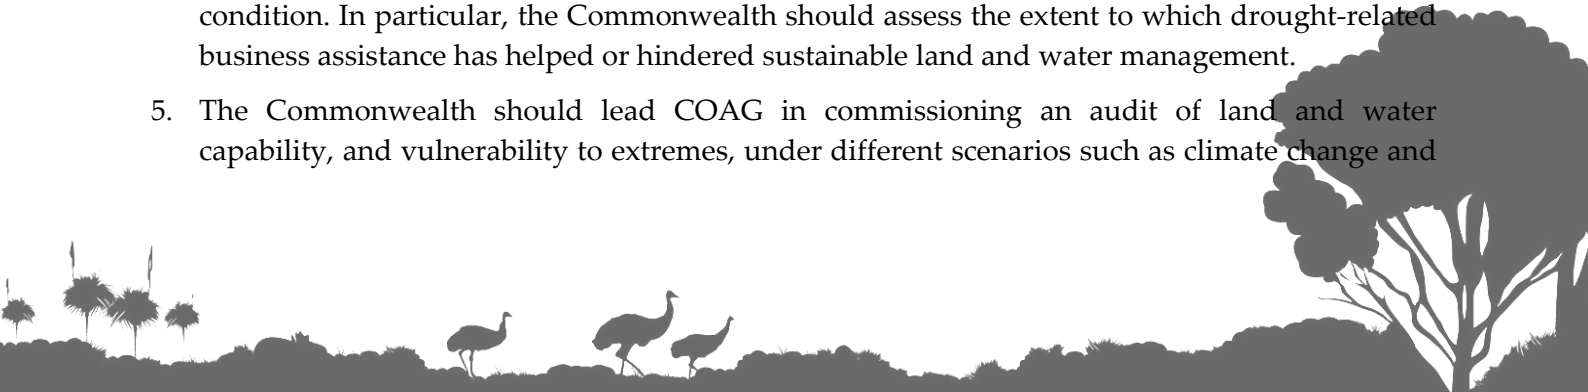 condition. In particular, the Commonwealth should assess the extent to which drought-related
business assistance has helped or hindered sustainable land and water management.
5. The Commonwealth should lead COAG in commissioning an audit of land and water
capability, and vulnerability to extremes, under different scenarios such as climate change and